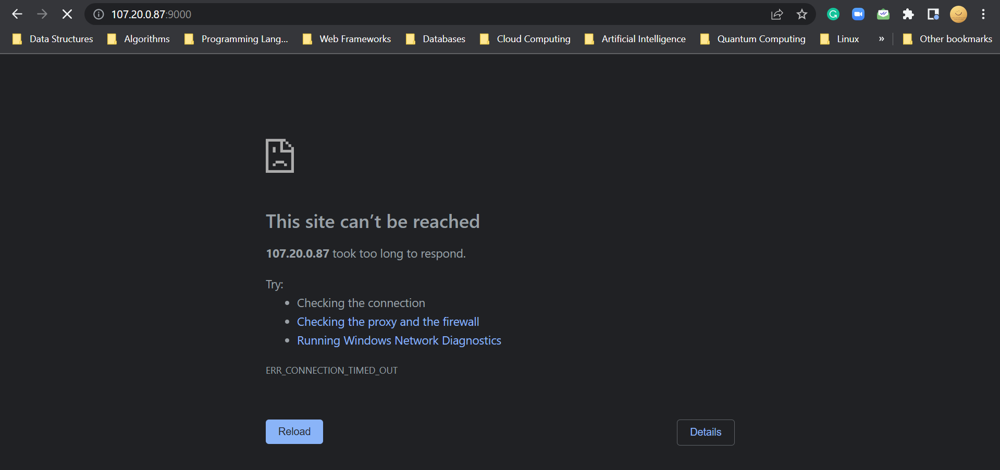 107.20.0.87:9000
Data Structures Algorithms Programming Lang... Web Frameworks Databases Cloud Computing Artificial Intelligence Quantum Computing Linux » Other bookmarks
This site can’t be reached
107.20.0.87 took too long to respond.
Try:
• Checking the connection
• Checking the proxy and the firewall
• Running Windows Network Diagnostics
ERR_CONNECTION_TIMED_OUT
Reload Details